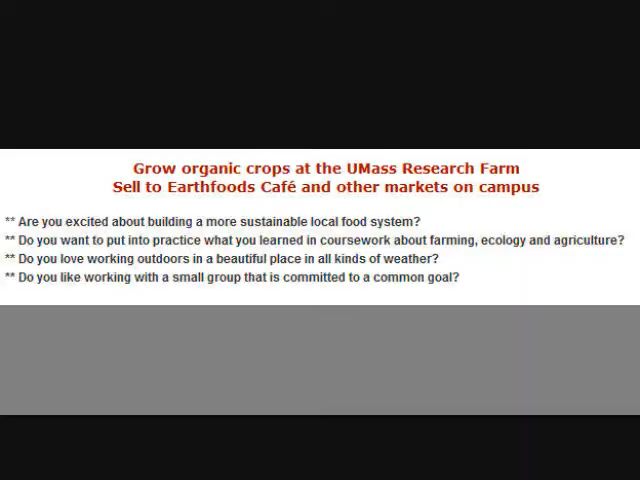 Grow organic crops at the UMass Research Farm
Sell to Earthfoods Café and other markets on campus
** Are you excited about building a more sustainable local food system?
** Do you want to put into practice what you learned in coursework about farming, ecology and agriculture?
** Do you love working outdoors in a beautiful place in all kinds of weather?
** Do you like working with a small group that is committed to a common goal?